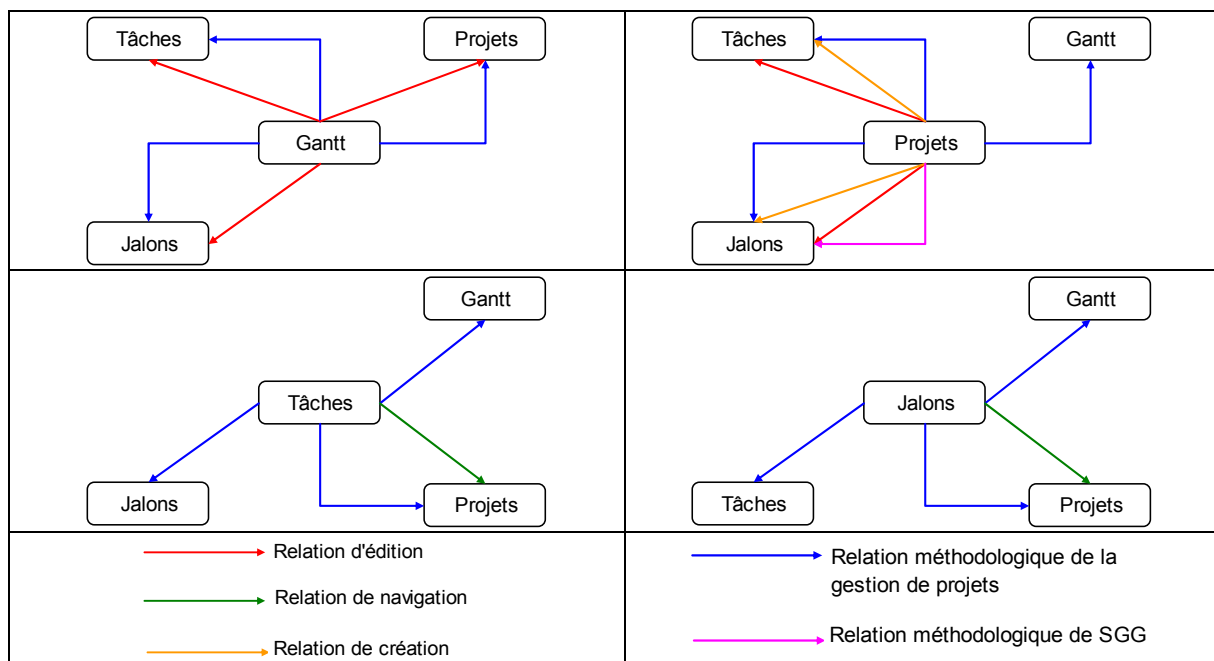 Tâches
Projets
Gantt
Jalons
Tâches
Gantt
Projets
Jalons
Gantt
Tâches
Jalons
Projets
Gantt
Jalons
Tâches
Projets
Relation d'édition
Relation de navigation
Relation de création
Relation méthodologique de la
gestion de projets
Relation méthodologique de SGG